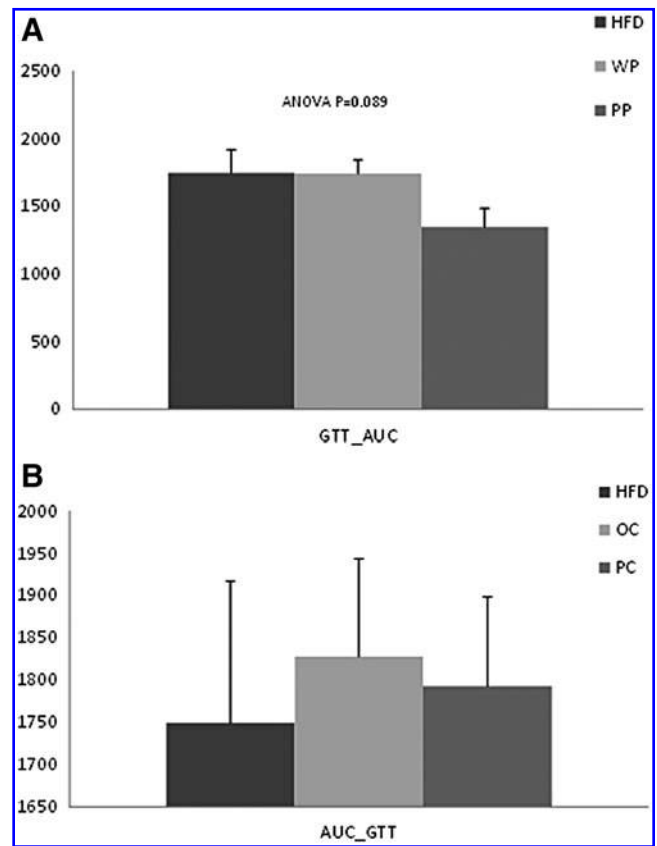 A
HFD
WP
PP
ANOVA P=0.089
2500
2000
1500
1000
500
0
GTT_AUC
B
HFD
OC
PC
2000
1950
1900
1850
1800
1750
1700
1650
AUC_GTT